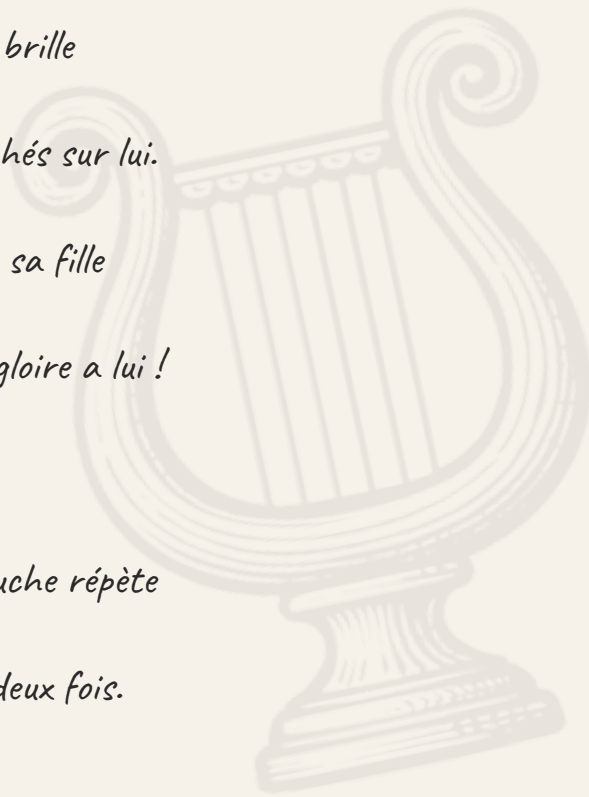 brille
hés sur lui.
sa fille
gloire a lui !
uche répète
deux fois.